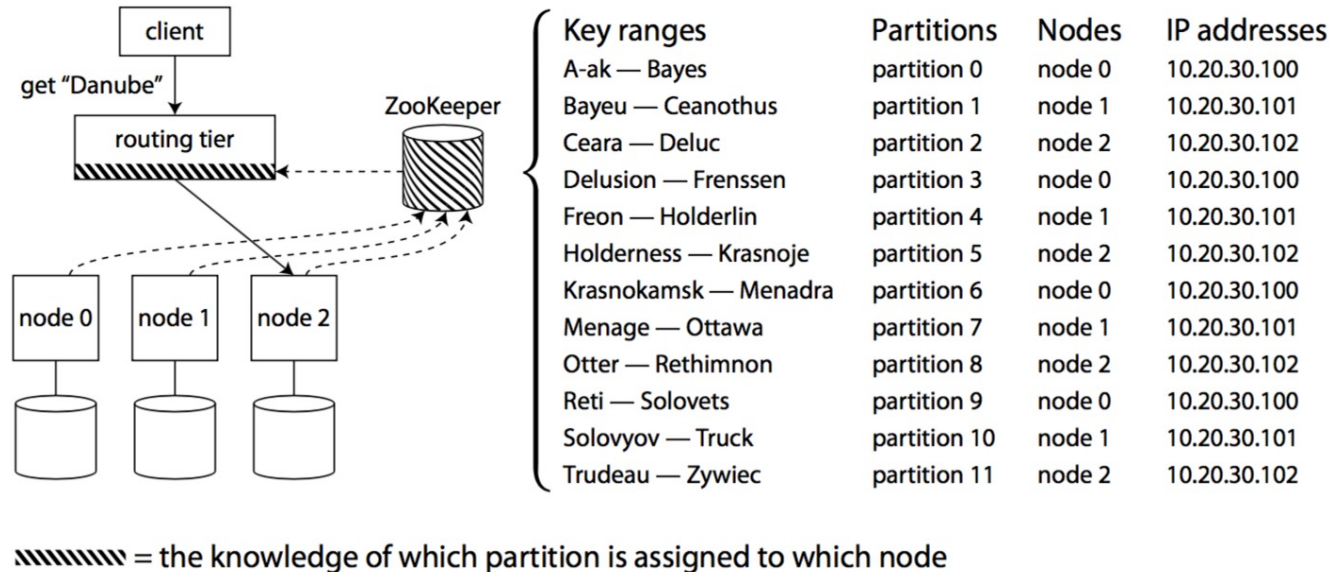 client
get “Danube”
routing tier
ZooKeeper
node 0
node 1
node 2
Key ranges Partitions Nodes IP addresses
A-ak — Bayes partition 0 node 0 10.20.30.100
Bayeu — Ceanothus partition 1 node 1 10.20.30.101
Ceara — Deluc partition 2 node 2 10.20.30.102
Delusion — Frenssen partition 3 node 0 10.20.30.100
Freon — Holderlin partition 4 node 1 10.20.30.101
Holderness — Krasnoje partition 5 node 2 10.20.30.102
Krasnokamsk — Menadra partition 6 node 0 10.20.30.100
Menage — Ottawa partition 7 node 1 10.20.30.101
Otter — Rethimnon partition 8 node 2 10.20.30.102
Reti — Solovets partition 9 node 0 10.20.30.100
Solovyov — Truck partition 10 node 1 10.20.30.101
Trudeau — Zywiec partition 11 node 2 10.20.30.102
= the knowledge of which partition is assigned to which node